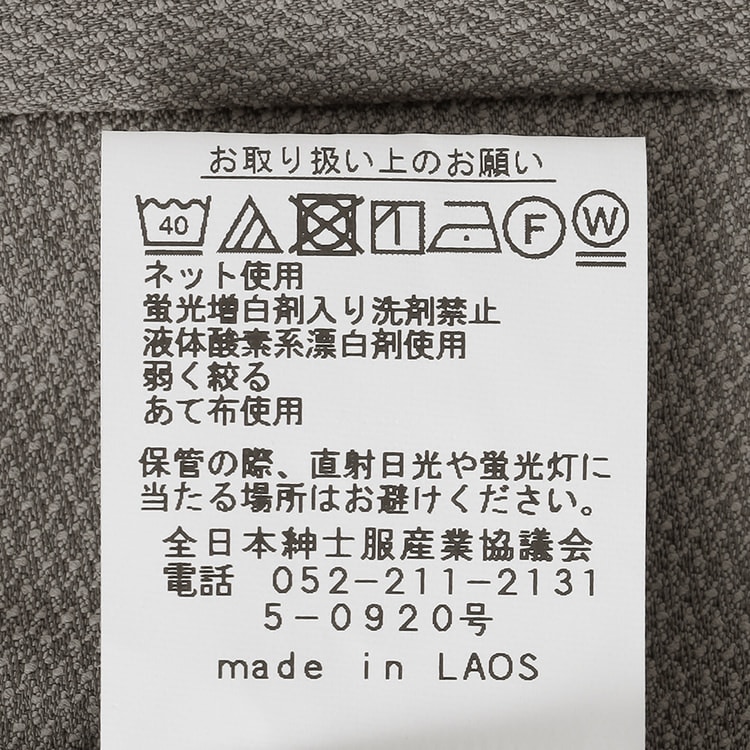 お取り扱い上のお願い
40 F W
ネット使用
蛍光増白剤入り洗剤禁止
液体酸素系漂白剤使用
弱く絞る
あて布使用
保管の際、直射日光や蛍光灯に
当たる場所はお避けください。
全日本紳士服産業協議会
電話 052-211-2131
5-0920号
made in LAOS